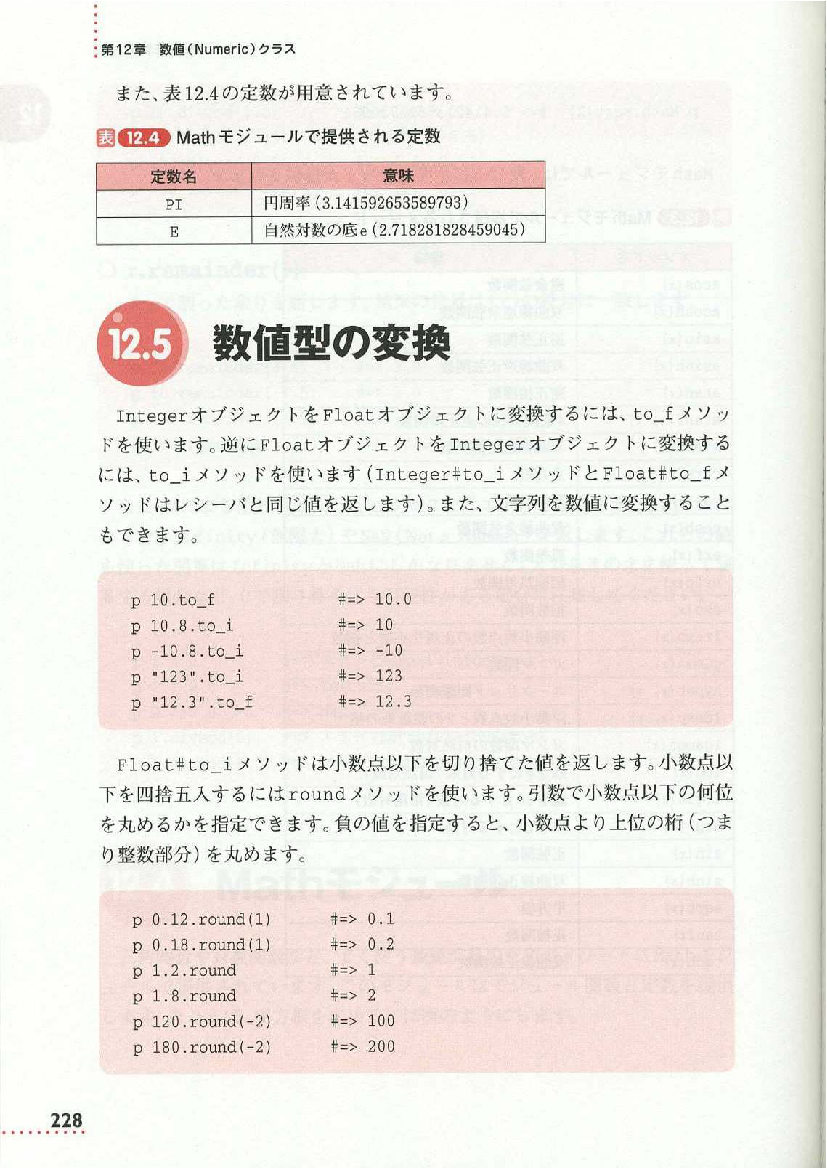 第12章 数値(Numeric)クラス
また、表12.4の定数が用意されています。
表 12.4 Mathモジュールで提供される定数
定数名 意味
PI 円周率(3.141592653589793)
E 自然対数の底e(2.718281828459045)
12.5 数値型の変換
IntegerオブジェクトをFloatオブジェクトに変換するには、to_fメソッ
ドを使います。逆にFloatオブジェクトをIntegerオブジェクトに変換する
には、to_iメソッドを使います(Integer#to_iメソッドとFloat#to_fメ
ソッドはレシーバと同じ値を返します)。また、文字列を数値に変換すること
もできます。
p 10.to_f #=> 10.0
p 10.8.to_i #=> 10
p -10.8.to_i #=> -10
p "123".to_i #=> 123
p "12.3".to_f #=> 12.3
Float#to_iメソッドは小数点以下を切り捨てた値を返します。小数点以
下を四捨五入するにはroundメソッドを使います。引数で小数点以下の何位
を丸めるかを指定できます。負の値を指定すると、小数点より上位の桁(つま
り整数部分)を丸めます。
p 0.12.round(1) #=> 0.1
p 0.18.round(1) #=> 0.2
p 1.2.round #=> 1
p 1.8.round #=> 2
p 120.round(-2) #=> 100
p 180.round(-2) #=> 200
228